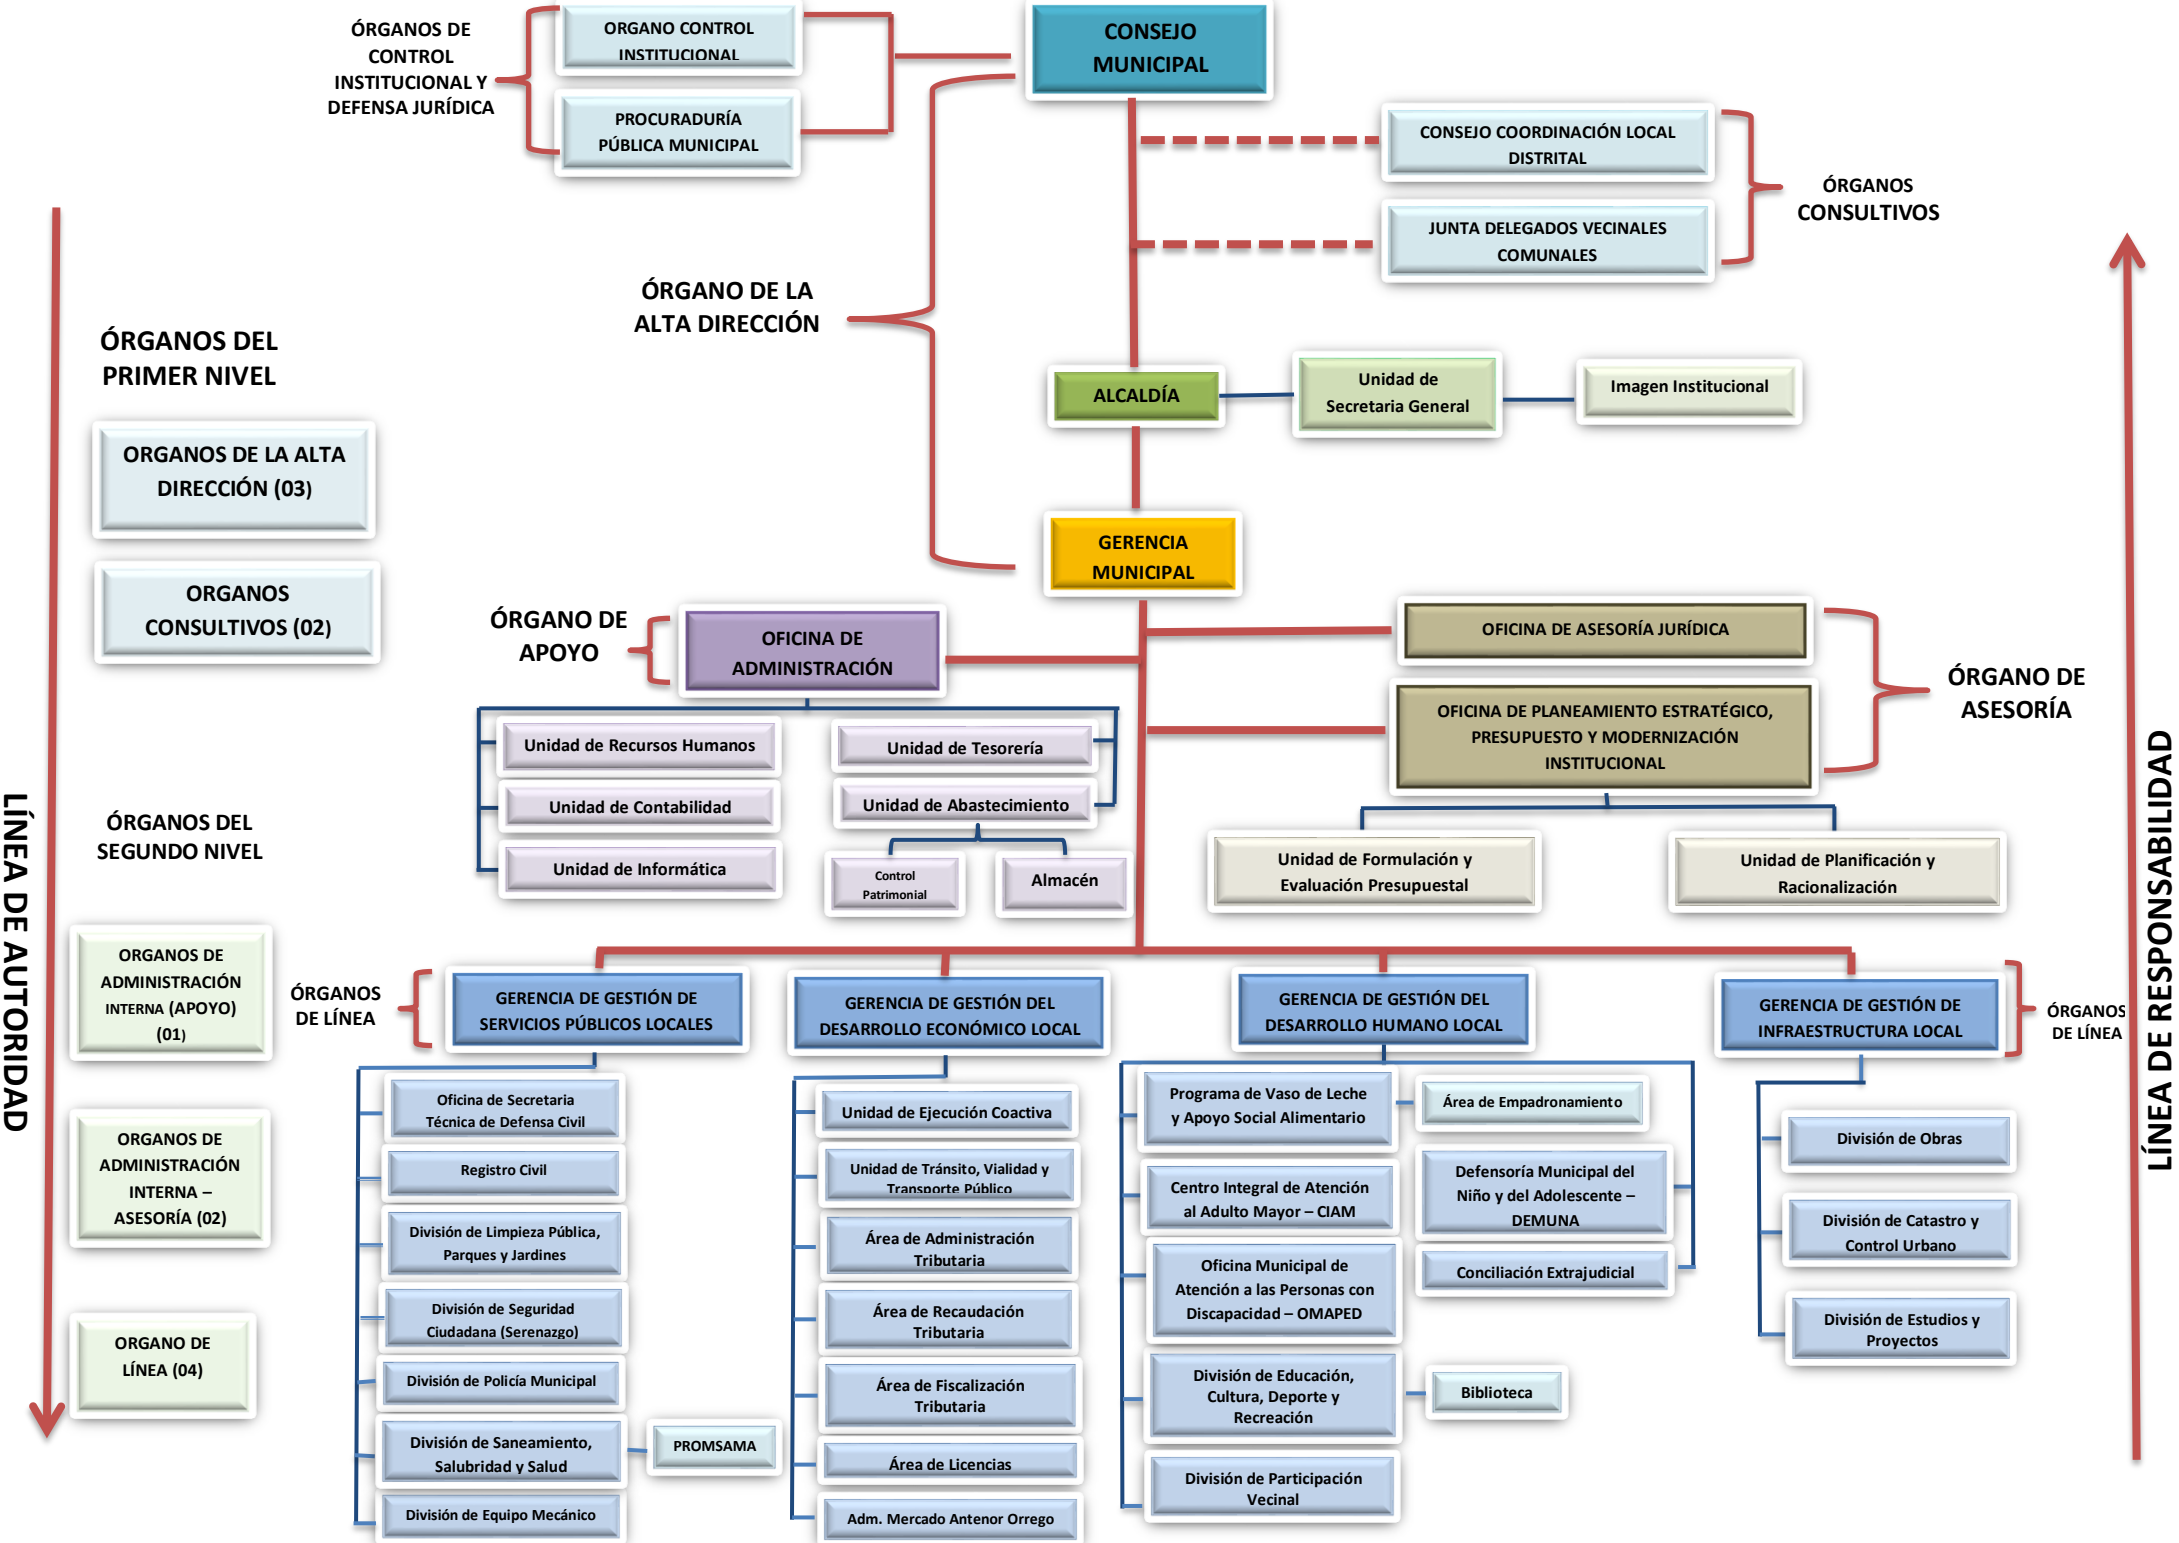 ÓRGANOS DE
CONTROL
INSTITUCIONAL Y
DEFENSA JURÍDICA
ORGANO CONTROL
INSTITUCIONAL
PROCURADURÍA
PÚBLICA MUNICIPAL
CONSEJO
MUNICIPAL
CONSEJO COORDINACIÓN LOCAL
DISTRITAL
JUNTA DELEGADOS VECINALES
COMUNALES
ÓRGANOS
CONSULTIVOS
ÓRGANO DE LA
ALTA DIRECCIÓN
ÓRGANOS DEL
PRIMER NIVEL
ORGANOS DE LA ALTA
DIRECCIÓN (03)
ORGANOS
CONSULTIVOS (02)
ALCALDÍA
Unidad de
Secretaria General
Imagen Institucional
GERENCIA
MUNICIPAL
ÓRGANO DE
APOYO
OFICINA DE
ADMINISTRACIÓN
OFICINA DE ASESORÍA JURÍDICA
OFICINA DE PLANEAMIENTO ESTRATÉGICO,
PRESUPUESTO Y MODERNIZACIÓN
INSTITUCIONAL
ÓRGANO DE
ASESORÍA
Unidad de Recursos Humanos
Unidad de Contabilidad
Unidad de Informática
Unidad de Tesorería
Unidad de Abastecimiento
Control
Patrimonial
Almacén
Unidad de Formulación y
Evaluación Presupuestal
Unidad de Planificación y
Racionalización
LÍNEA DE AUTORIDAD
LÍNEA DE RESPONSABILIDAD
ÓRGANOS DEL
SEGUNDO NIVEL
ORGANOS DE
ADMINISTRACIÓN
INTERNA (APOYO)
(01)
ORGANOS DE
ADMINISTRACIÓN
INTERNA –
ASESORÍA (02)
ORGANO DE
LÍNEA (04)
ÓRGANOS
DE LÍNEA
GERENCIA DE GESTIÓN DE
SERVICIOS PÚBLICOS LOCALES
GERENCIA DE GESTIÓN DEL
DESARROLLO ECONÓMICO LOCAL
GERENCIA DE GESTIÓN DEL
DESARROLLO HUMANO LOCAL
GERENCIA DE GESTIÓN DE
INFRAESTRUCTURA LOCAL
ÓRGANOS
DE LÍNEA
Oficina de Secretaria
Técnica de Defensa Civil
Registro Civil
División de Limpieza Pública,
Parques y Jardines
División de Seguridad
Ciudadana (Serenazgo)
División de Policía Municipal
División de Saneamiento,
Salubridad y Salud
PROMSAMA
División de Equipo Mecánico
Unidad de Ejecución Coactiva
Unidad de Tránsito, Vialidad y
Transporte Público
Área de Administración
Tributaria
Área de Recaudación
Tributaria
Área de Fiscalización
Tributaria
Área de Licencias
Adm. Mercado Antenor Orrego
Programa de Vaso de Leche
y Apoyo Social Alimentario
Área de Empadronamiento
Centro Integral de Atención
al Adulto Mayor – CIAM
Defensoría Municipal del
Niño y del Adolescente –
DEMUNA
Oficina Municipal de
Atención a las Personas con
Discapacidad – OMAPED
Conciliación Extrajudicial
División de Educación,
Cultura, Deporte y
Recreación
Biblioteca
División de Participación
Vecinal
División de Obras
División de Catastro y
Control Urbano
División de Estudios y
Proyectos